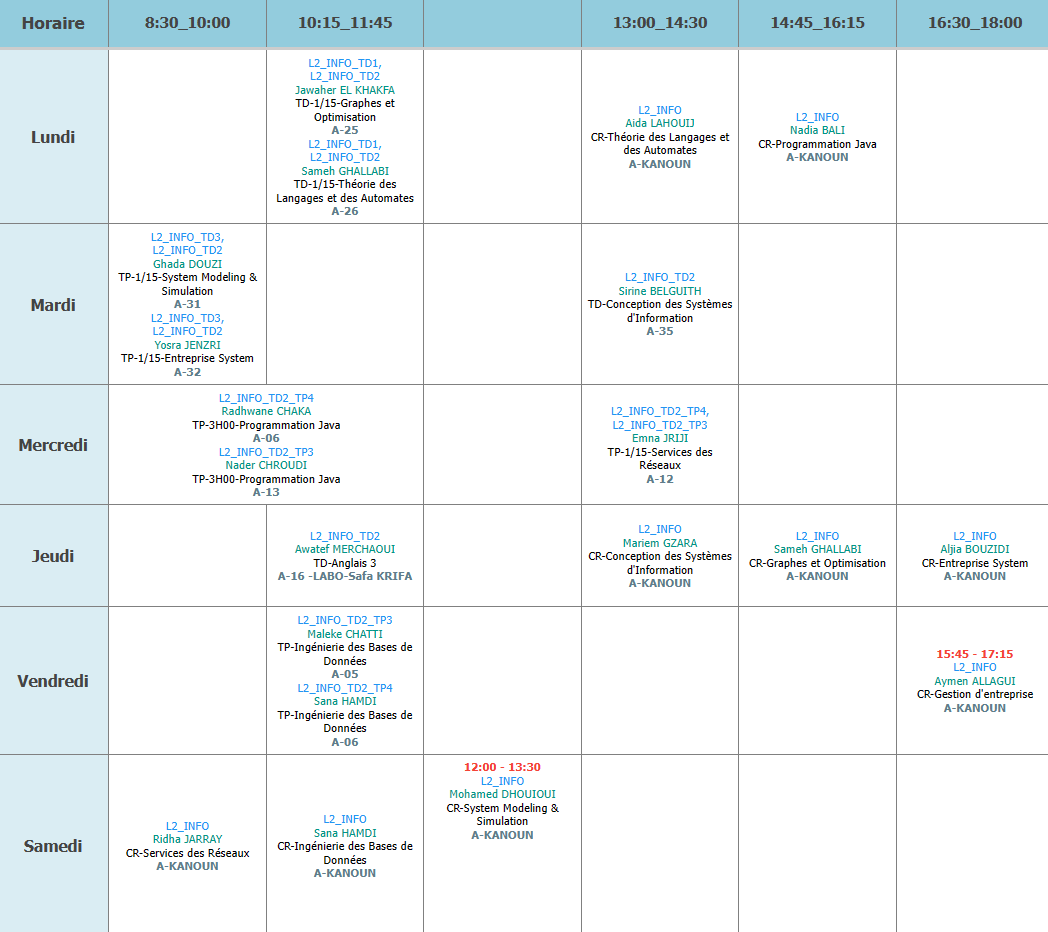 Horaire
8:30_10:00
10:15_11:45
13:00_14:30
14:45_16:15
16:30_18:00
Lundi
L2_INFO_TD1,
L2_INFO_TD2
Jawaher EL KHAKFA
TD-1/15-Graphes et
Optimisation
A-25
L2_INFO_TD1,
L2_INFO_TD2
Sameh GHALLABI
TD-1/15-Théorie des
Langages et des Automates
A-26
L2_INFO
Aida LAHOUIJ
CR-Théorie des Langages et
des Automates
A-KANOUN
L2_INFO
Nadia BALI
CR-Programmation Java
A-KANOUN
Mardi
L2_INFO_TD3,
L2_INFO_TD2
Ghada DOUZI
TP-1/15-System Modeling &
Simulation
A-31
L2_INFO_TD3,
L2_INFO_TD2
Yosra JENZRI
TP-1/15-Entreprise System
A-32
L2_INFO_TD2
Sirine BELGUITH
TD-Conception des Systèmes
d'Information
A-35
Mercredi
L2_INFO_TD2_TP4
Radhwane CHAKA
TP-3H00-Programmation Java
A-06
L2_INFO_TD2_TP3
Nader CHROUDI
TP-3H00-Programmation Java
A-13
L2_INFO_TD2_TP4,
L2_INFO_TD2_TP3
Emna JRIJI
TP-1/15-Services des
Réseaux
A-12
Jeudi
L2_INFO_TD2
Awatef MERCHAOUI
TD-Anglais 3
A-16 -LABO-Safa KRIFA
L2_INFO
Mariem GZARA
CR-Conception des Systèmes
d'Information
A-KANOUN
L2_INFO
Sameh GHALLABI
CR-Graphes et Optimisation
A-KANOUN
L2_INFO
Aljia BOUZIDI
CR-Entreprise System
A-KANOUN
Vendredi
L2_INFO_TD2_TP3
Maleke CHATTI
TP-Ingénierie des Bases de
Données
A-05
L2_INFO_TD2_TP4
Sana HAMDI
TP-Ingénierie des Bases de
Données
A-06
15:45 - 17:15
L2_INFO
Aymen ALLAGUI
CR-Gestion d'entreprise
A-KANOUN
Samedi
L2_INFO
Ridha JARRAY
CR-Services des Réseaux
A-KANOUN
L2_INFO
Sana HAMDI
CR-Ingénierie des Bases de
Données
A-KANOUN
12:00 - 13:30
L2_INFO
Mohamed DHOUIOUI
CR-System Modeling &
Simulation
A-KANOUN